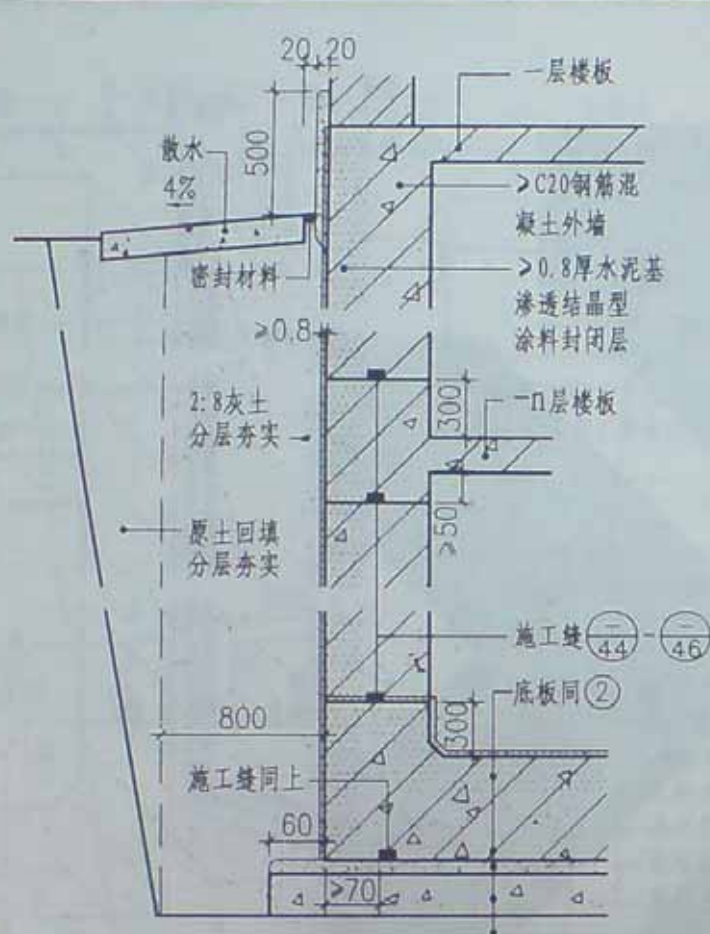 20 20
一层楼板
散水
4%
500
≥C20钢筋混
凝土外墙
密封材料
≥0.8厚水泥基
渗透结晶型
涂料封闭层
≥0.8
2:8灰土
分层夯实
300
-n层楼板
≥50
原土回填
分层夯实
施工缝 一/44 - 一/46
底板同②
800
300
施工缝同上
60
≥70